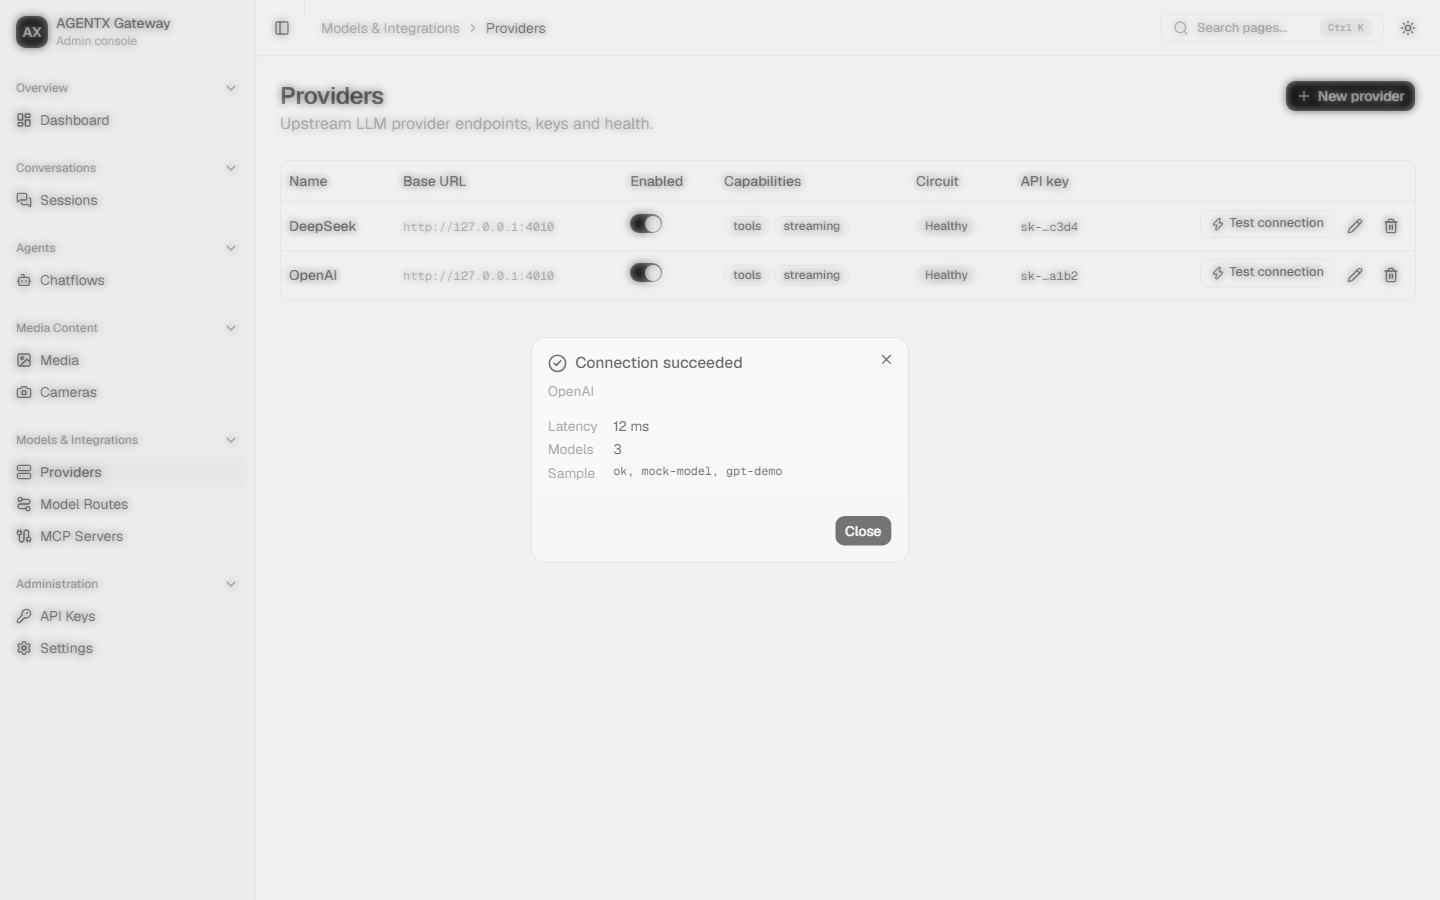 AX
AGENTX Gateway
Admin console
Overview
Dashboard
Conversations
Sessions
Agents
Chatflows
Media Content
Media
Cameras
Models & Integrations
Providers
Model Routes
MCP Servers
Administration
API Keys
Settings
Models & Integrations > Providers
Search pages... Ctrl K
Providers
Upstream LLM provider endpoints, keys and health.
New provider
Name Base URL Enabled Capabilities Circuit API key
DeepSeek http://127.0.0.1:4010 tools streaming Healthy sk-…c3d4 Test connection
OpenAI http://127.0.0.1:4010 tools streaming Healthy sk-…a1b2 Test connection
Connection succeeded
OpenAI
Latency 12 ms
Models 3
Sample ok, mock-model, gpt-demo
Close